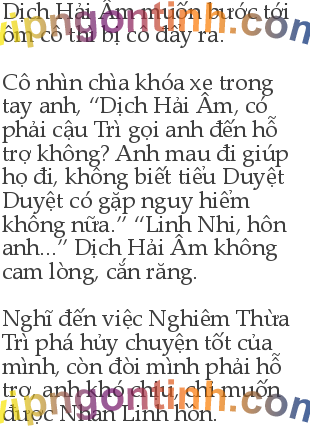 Dịch Hải Âm muốn bước tới
ôm cô thì bị cô đẩy ra.
Cô nhìn chìa khóa xe trong
tay anh, “Dịch Hải Âm, có
phải cậu Trì gọi anh đến hỗ
trợ không? Anh mau đi giúp
họ đi, không biết tiểu Duyệt
Duyệt có gặp nguy hiểm
không nữa.” “Linh Nhi, hôn
anh...” Dịch Hải Âm không
cam lòng, cắn răng.
Nghĩ đến việc Nghiêm Thừa
Trì phá hủy chuyện tốt của
mình, còn đòi mình phải hỗ
trợ, anh khó chịu, chỉ muốn
được Nhan Linh hôn.